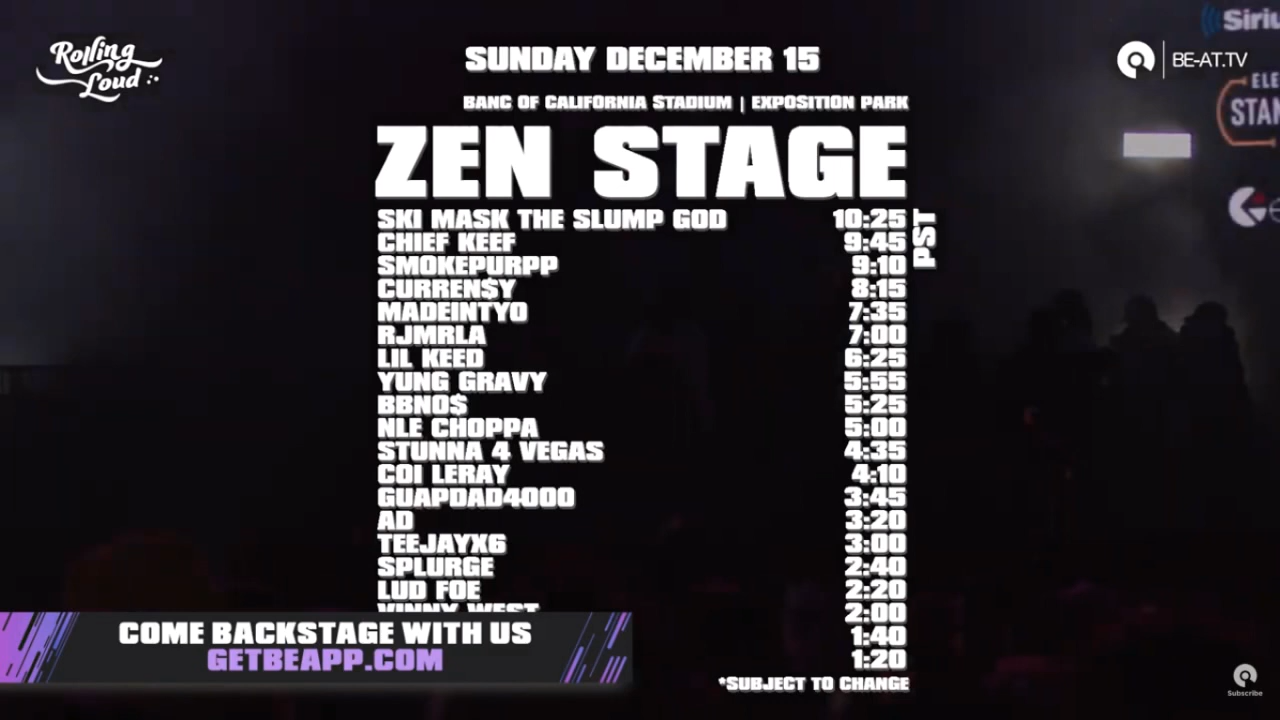 Rolling Loud
SUNDAY DECEMBER 15
BE-AT.TV
BANC OF CALIFORNIA STADIUM | EXPOSITION PARK
ZEN STAGE
SKI MASK THE SLUMP GOD 10:25
PST
CHIEF KEEF 9:45
SMOKEPURPP 9:10
CURREN$Y 8:15
MADEINTYO 7:35
RJMRLA 7:00
LIL KEED 6:25
YUNG GRAVY 5:55
BBNO$ 5:25
NLE CHOPPA 5:00
STUNNA 4 VEGAS 4:35
COI LERAY 4:10
GUAPDAD4000 3:45
AD 3:20
TEEJAYX6 3:00
SPLURGE 2:40
LUD FOE 2:20
VINNY WEST 2:00
1:40
1:20
*SUBJECT TO CHANGE
COME BACKSTAGE WITH US
GETBEAPP.COM
Subscribe
Siriu
ELE
STAN